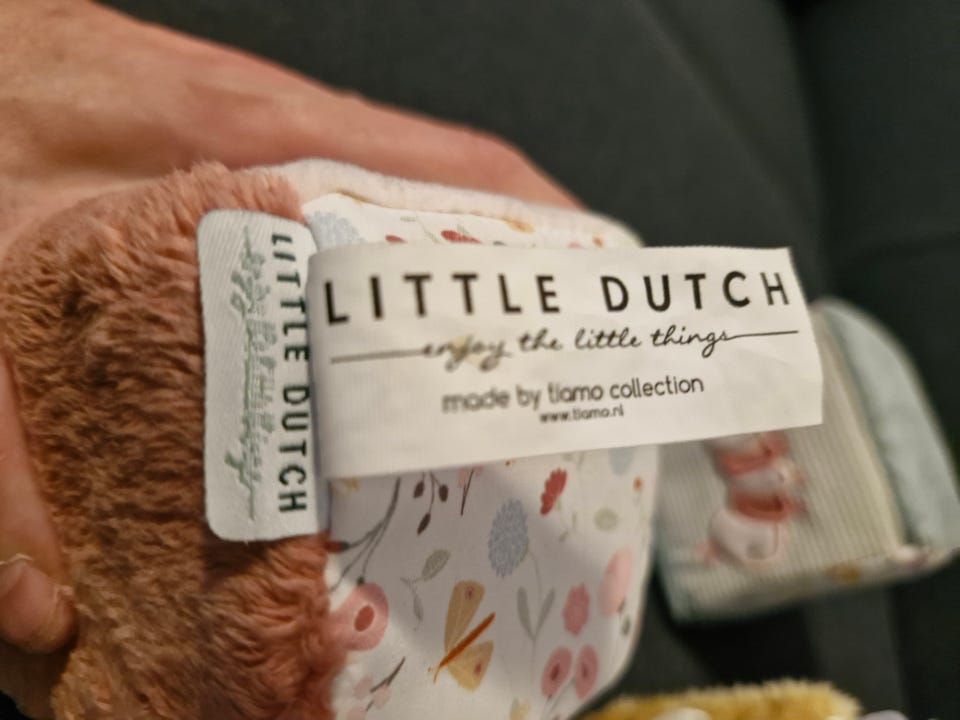 LITTLE DUTCH
LITTLE DUTCH
enjoy the little things
made by tiamo collection
www.tiamo.nl